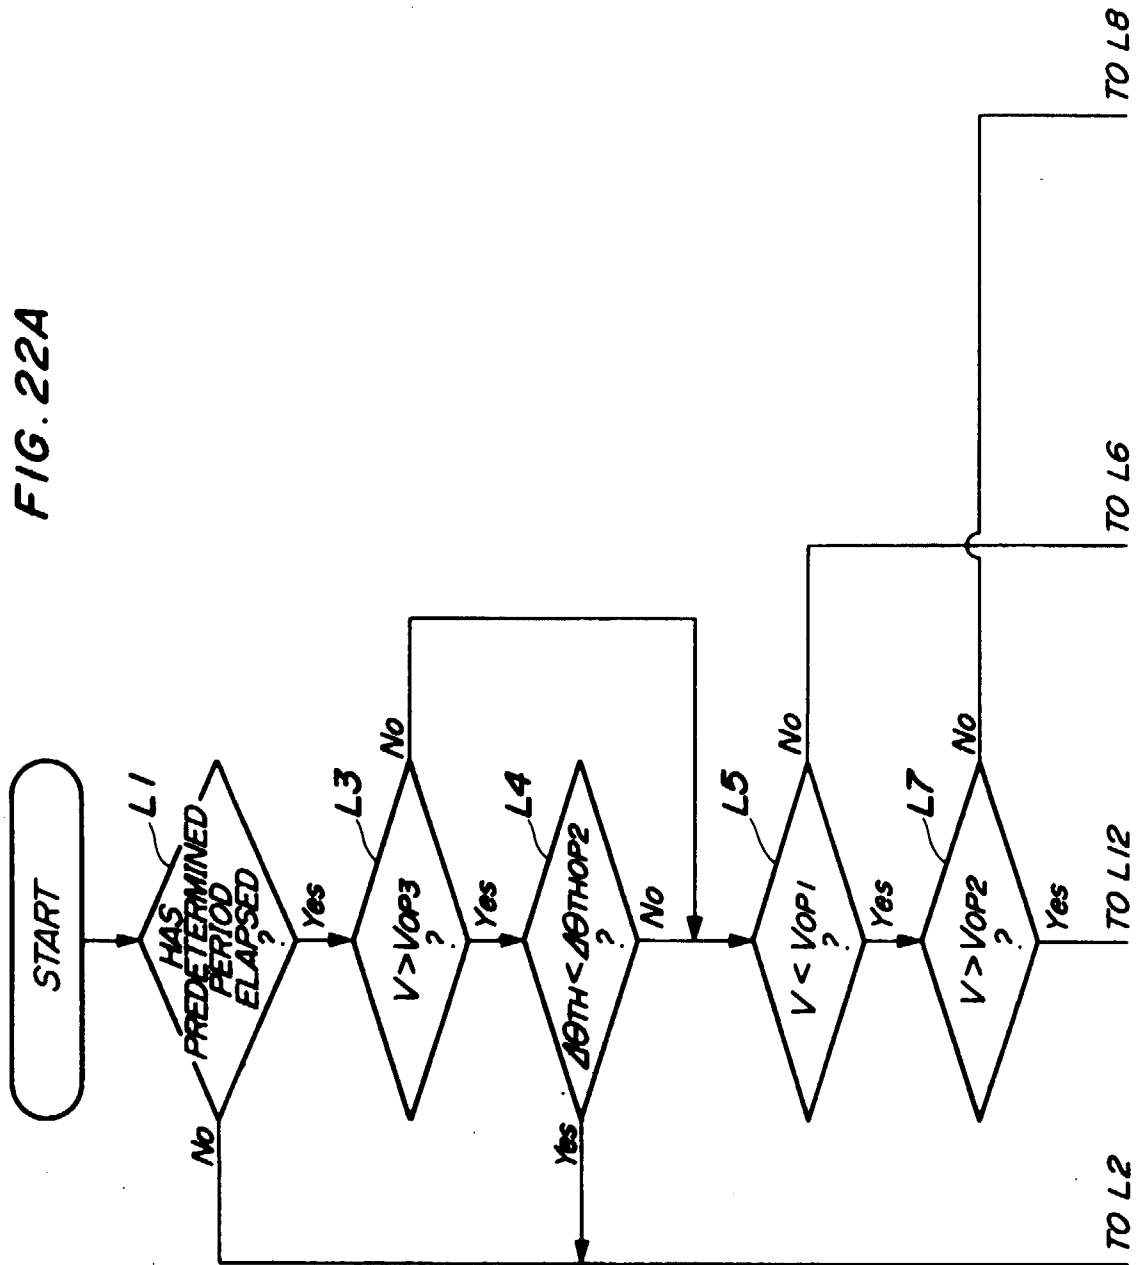 FIG. 22A
START
L1
HAS
PREDETERMINED
PERIOD
ELAPSED
?
No
Yes
L3
V>VOP3
?
No
Yes
L4
ΔθTH<ΔθTHOP2
?
Yes
No
L5
V<VOP1
?
No
Yes
L7
V>VOP2
?
No
Yes
TO L2
TO L12
TO L6
TO L8